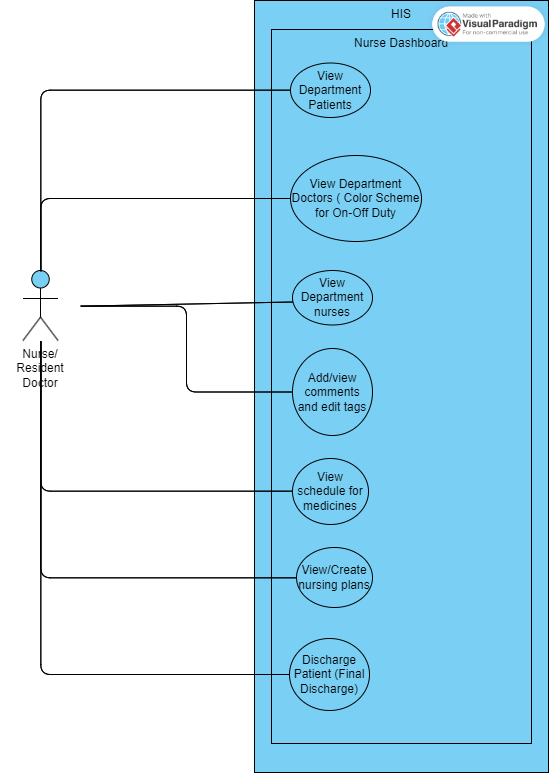 HIS
Made with
Visual Paradigm
For non-commercial use
Nurse Dashboard
View
Department
Patients
View Department
Doctors ( Color Scheme
for On-Off Duty
View
Department
nurses
Nurse/
Resident
Doctor
Add/view
comments
and edit tags
View
schedule for
medicines
View/Create
nursing plans
Discharge
Patient (Final
Discharge)